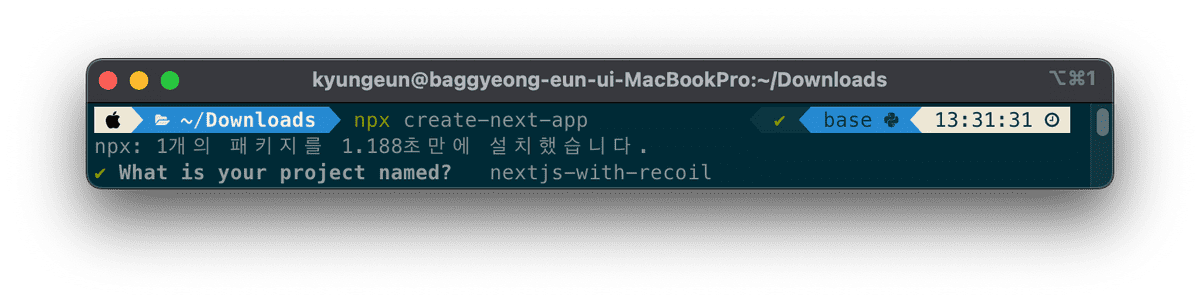 kyungeun@baggyeong-eun-ui-MacBookPro:~/Downloads ⌥⌘1
~/Downloads npx create-next-app ✔ base 13:31:31
npx: 1개의 패키지를 1.188초만에 설치했습니다.
✔ What is your project named? nextjs-with-recoil